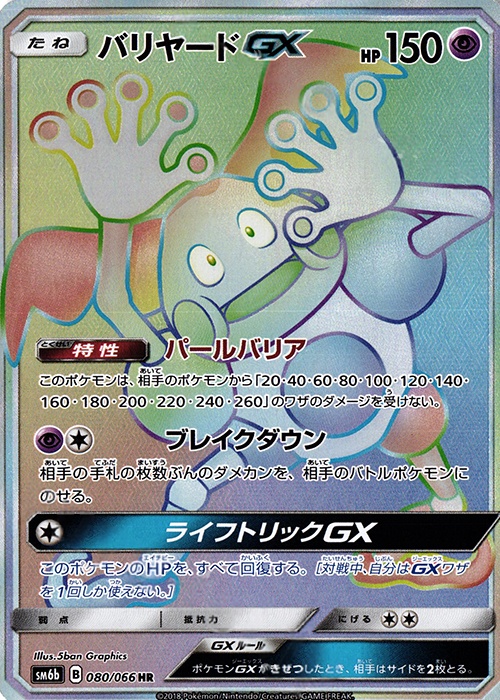 たね バリヤードGX HP150
とくせい 特性 パールバリア
このポケモンは、相手のポケモンから「20・40・60・80・100・120・140・
160・180・200・220・240・260」のワザのダメージを受けない。
ブレイクダウン
相手の手札の枚数ぶんのダメカンを、相手のバトルポケモンに
のせる。
ライフトリックGX
このポケモンのHPを、すべて回復する。[対戦中、自分はGXワザ
を1回しか使えない。]
弱点 抵抗力 にげる
Illus.5ban Graphics
GXルール
sm6b B 080/066 HR
ポケモンGXがきぜつしたとき、相手はサイドを2枚とる。
©2018 Pokémon/Nintendo/Creatures/GAME FREAK.